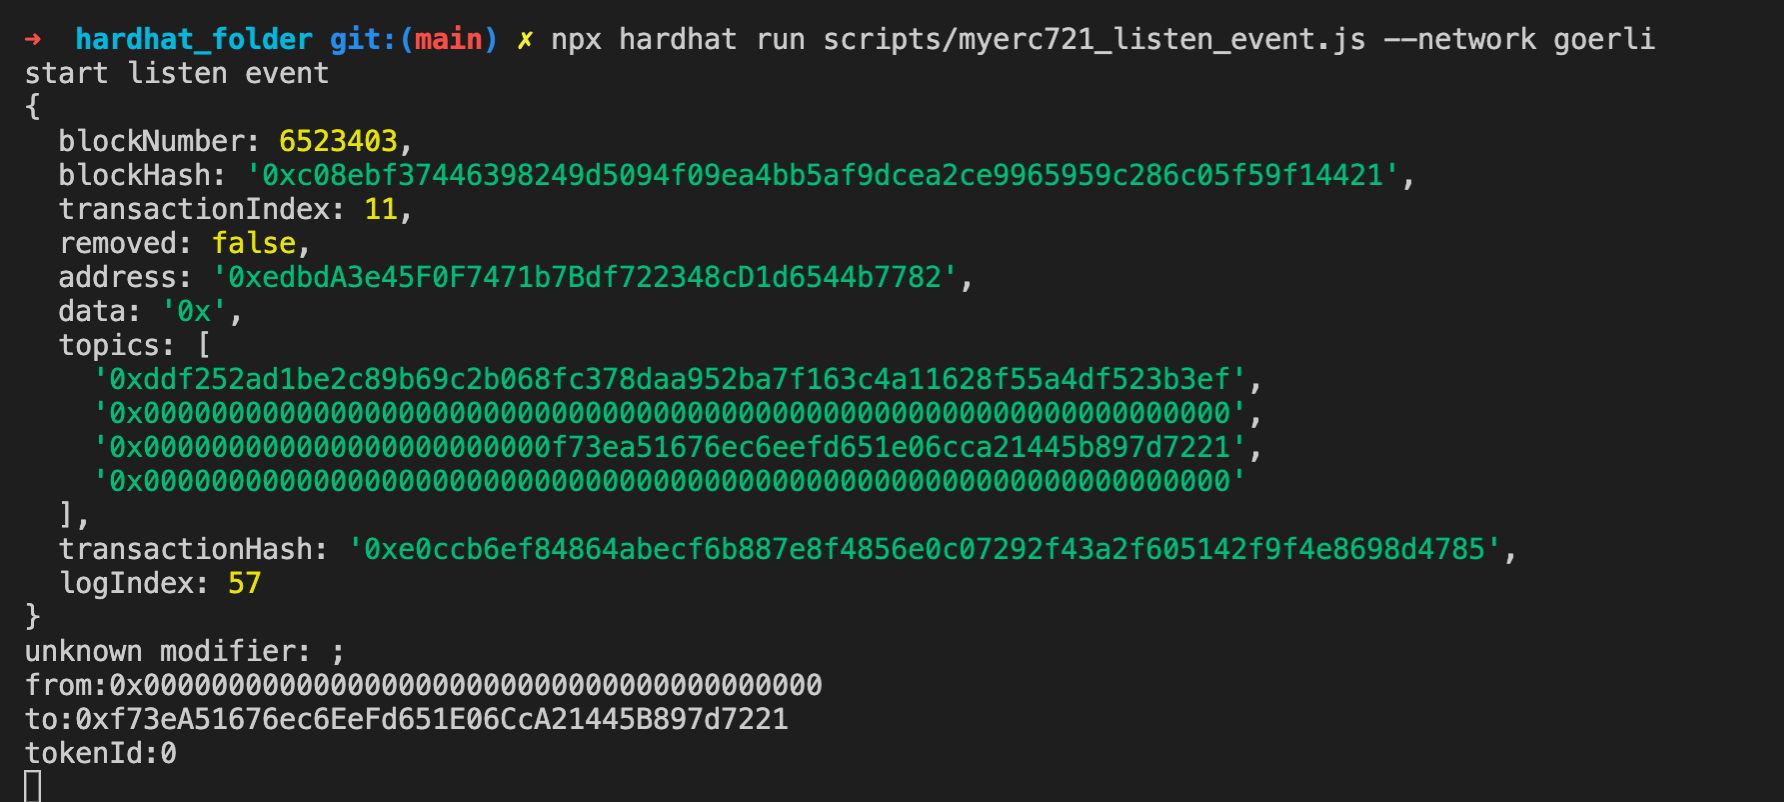 ➜  hardhat_folder git:(main) ✗ npx hardhat run scripts/myerc721_listen_event.js --network goerli
start listen event
{
  blockNumber: 6523403,
  blockHash: '0xc08ebf37446398249d5094f09ea4bb5af9dcea2ce9965959c286c05f59f14421',
  transactionIndex: 11,
  removed: false,
  address: '0xedbdA3e45F0F7471b7Bdf722348cD1d6544b7782',
  data: '0x',
  topics: [
    '0xddf252ad1be2c89b69c2b068fc378daa952ba7f163c4a11628f55a4df523b3ef',
    '0x0000000000000000000000000000000000000000000000000000000000000000',
    '0x000000000000000000000000f73ea51676ec6eefd651e06cca21445b897d7221',
    '0x0000000000000000000000000000000000000000000000000000000000000000'
  ],
  transactionHash: '0xe0ccb6ef84864abecf6b887e8f4856e0c07292f43a2f605142f9f4e8698d4785',
  logIndex: 57
}
unknown modifier: ;
from:0x0000000000000000000000000000000000000000
to:0xf73eA51676ec6EeFd651E06CcA21445B897d7221
tokenId:0